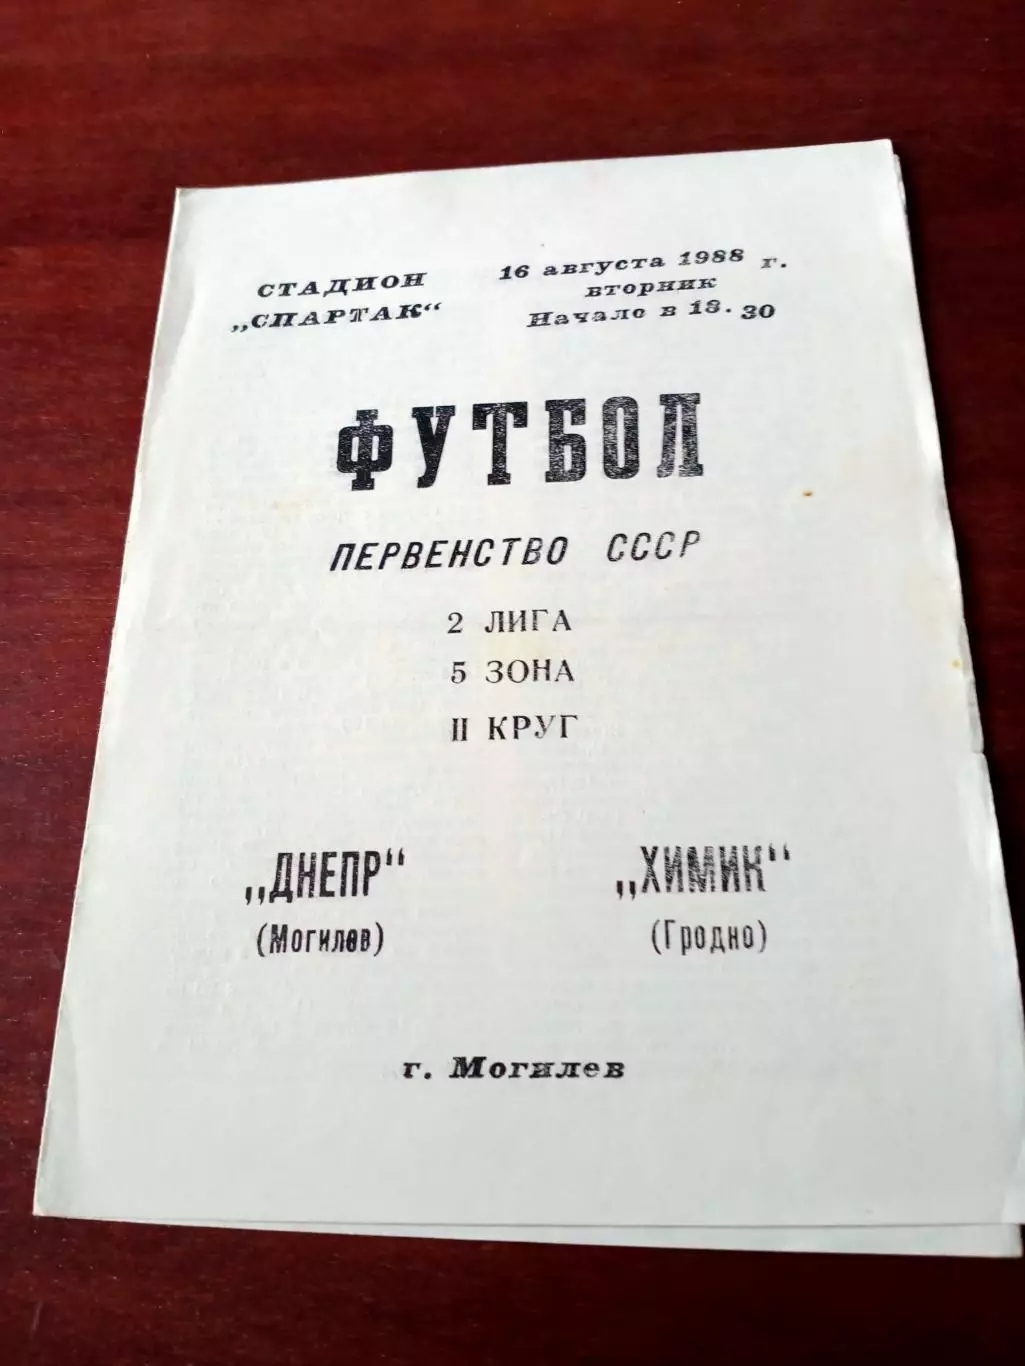 СТАДИОН
„СПАРТАК“
16 августа 1988 г.
вторник
Начало в 18.30
ФУТБОЛ
ПЕРВЕНСТВО СССР
2 ЛИГА
5 ЗОНА
II КРУГ
„ДНЕПР“
(Могилев)
„ХИМИК“
(Гродно)
г. Могилев